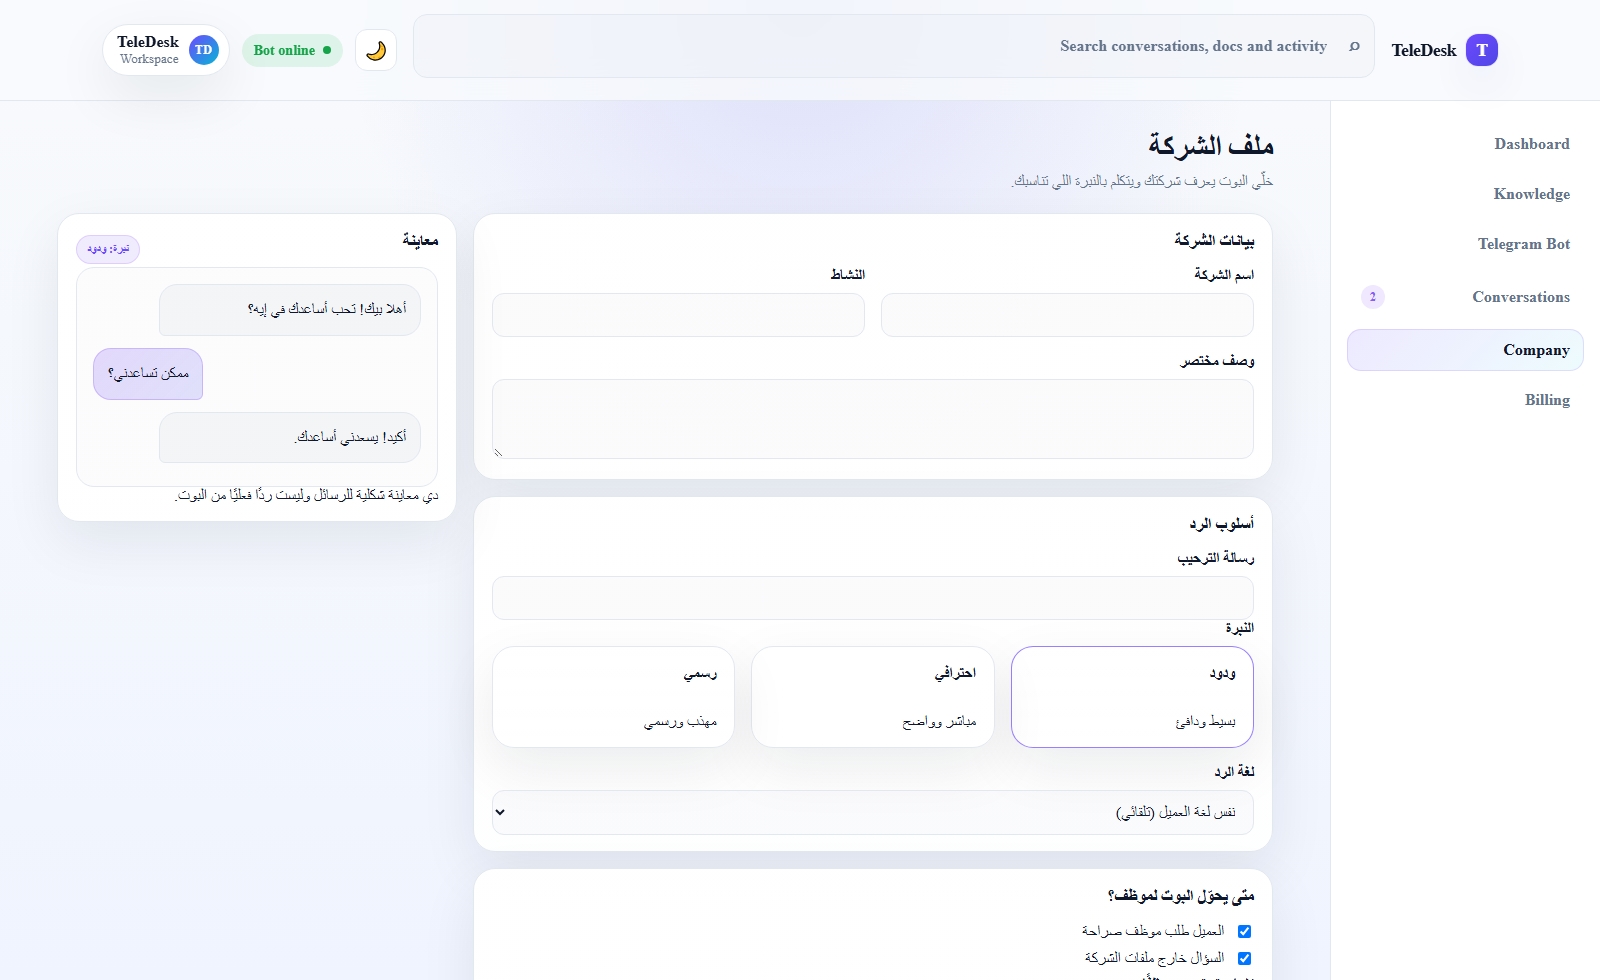 T TeleDesk
Search conversations, docs and activity
Bot online
TD TeleDesk
Workspace
Dashboard
Knowledge
Telegram Bot
Conversations 2
Company
Billing
ملف الشركة
خلّي البوت يعرف شركتك ويتكلم بالنبرة اللي تناسبك.
بيانات الشركة
اسم الشركة
النشاط
وصف مختصر
أسلوب الرد
رسالة الترحيب
النبرة
ودود
بسيط ودافئ
احترافي
مباشر وواضح
رسمي
مهذب ورسمي
لغة الرد
نفس لغة العميل (تلقائي)
متى يحوّل البوت لموظف؟
العميل طلب موظف صراحة
السؤال خارج ملفات الشركة
معاينة
نبرة: ودود
أهلا بيك! تحب أساعدك في إيه؟
ممكن تساعدني؟
أكيد! يسعدني أساعدك.
دي معاينة شكلية للرسائل وليست ردًا فعليًا من البوت.